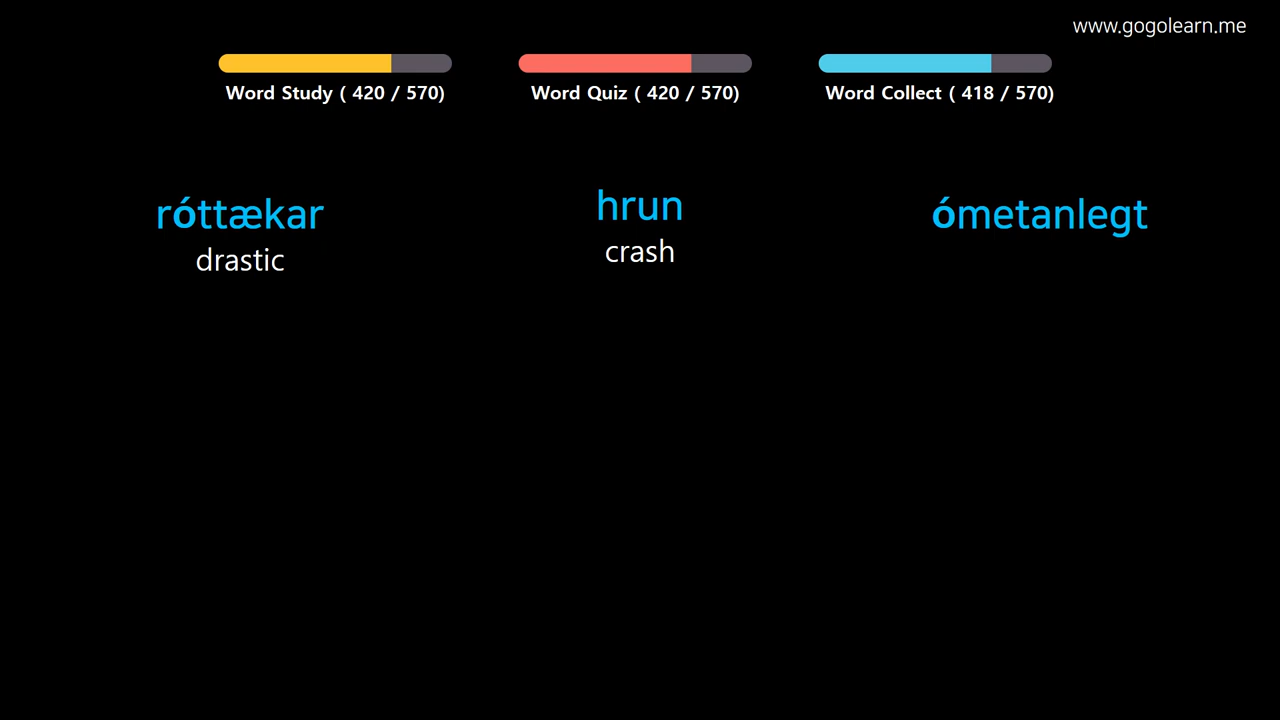 www.gogolearn.me
Word Study ( 420 / 570)
Word Quiz ( 420 / 570)
Word Collect ( 418 / 570)
róttækar
drastic
hrun
crash
ómetanlegt